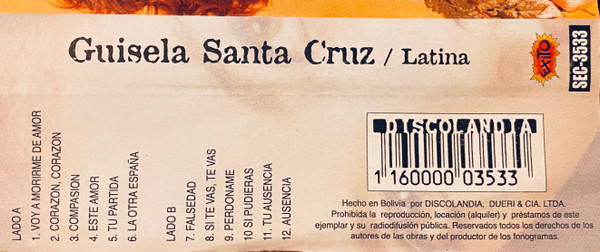 Guisela Santa Cruz / Latina
EXITO
SEC-3533
LADO A
1. VOY A MORIRME DE AMOR
2. CORAZON, CORAZON
3. COMPASION
4. ESTE AMOR
5. TU PARTIDA
6. LA OTRA ESPAÑA
LADO B
7. FALSEDAD
8. SI TE VAS, TE VAS
9. PERDONAME
10 SI PUDIERAS
11. TU AUSENCIA
12. AUSENCIA
DISCOLANDIA
1 160000 03533
Hecho en Bolivia por DISCOLANDIA, DUERI & CIA. LTDA.
Prohibida la reproducción, locación (alquiler) y préstamos de este
ejemplar y su radiodifusión pública. Reservados todos los derechos de los
autores de las obras y del productor de los fonogramas.